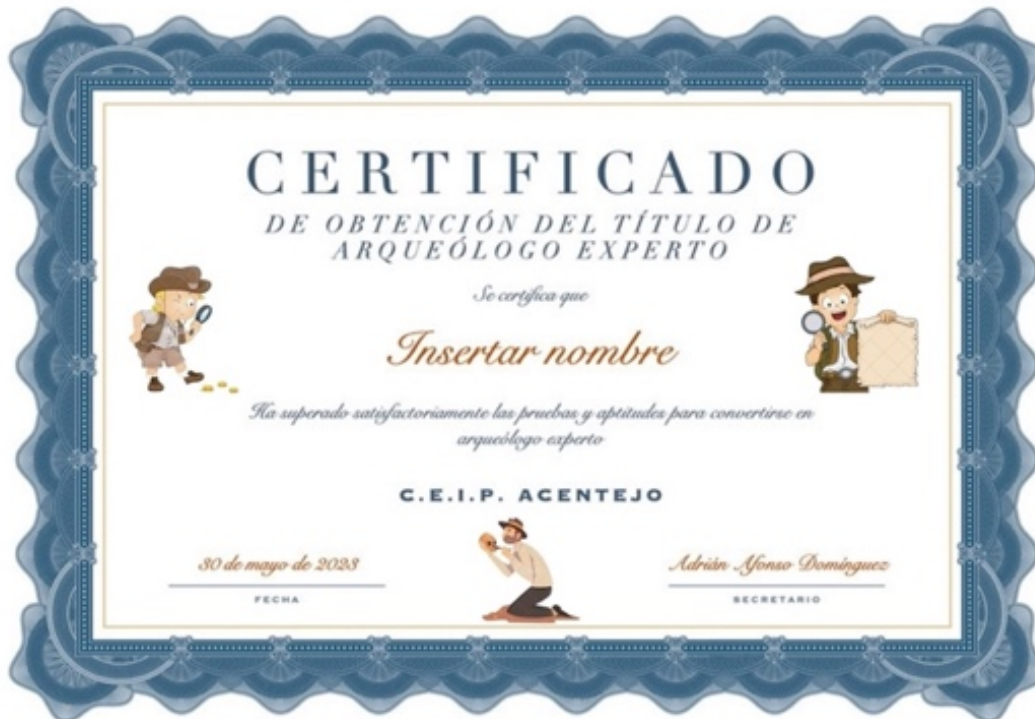 CERTIFICADO
DE OBTENCIÓN DEL TÍTULO DE
ARQUEÓLOGO EXPERTO
Se certifica que
Insertar nombre
Ha superado satisfactoriamente las pruebas y aptitudes para convertirse en
arqueólogo experto
C.E.I.P. ACENTEJO
30 de mayo de 2023
FECHA
Adrián Afonso Domínguez
SECRETARIO